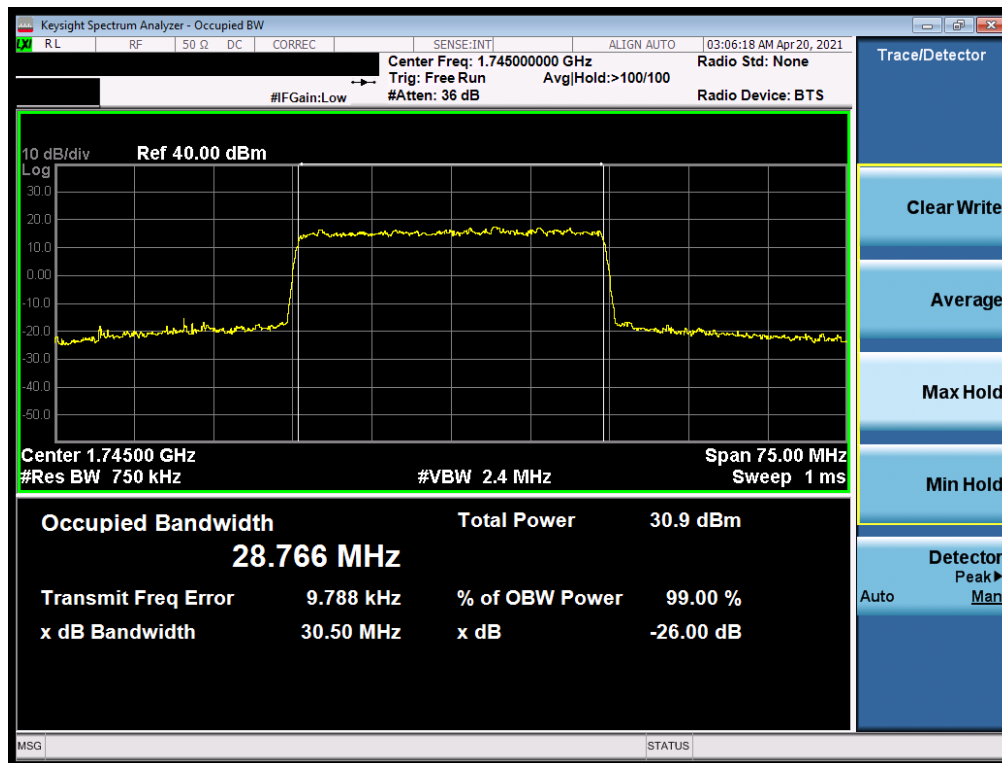 Keysight Spectrum Analyzer - Occupied BW
LXI RL RF 50 Ω DC CORREC SENSE:INT ALIGN AUTO 03:06:18 AM Apr 20, 2021
Center Freq: 1.745000000 GHz Radio Std: None
Trig: Free Run Avg|Hold:>100/100
#IFGain:Low #Atten: 36 dB Radio Device: BTS
Trace/Detector
10 dB/div Ref 40.00 dBm
Log
30.0
20.0
10.0
0.00
-10.0
-20.0
-30.0
-40.0
-50.0
Center 1.74500 GHz Span 75.00 MHz
#Res BW 750 kHz #VBW 2.4 MHz Sweep 1 ms
Occupied Bandwidth Total Power 30.9 dBm
28.766 MHz
Transmit Freq Error 9.788 kHz % of OBW Power 99.00 %
x dB Bandwidth 30.50 MHz x dB -26.00 dB
Clear Write
Average
Max Hold
Min Hold
Detector
Peak▶
Auto Man
MSG STATUS